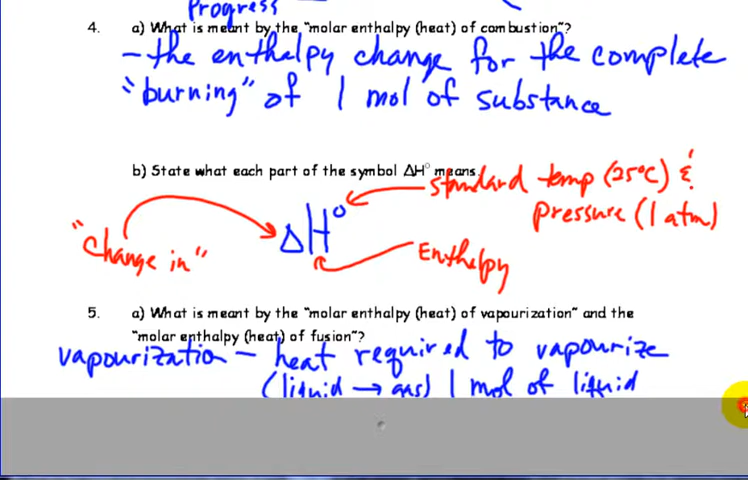 Progress
4. a) What is meant by the "molar enthalpy (heat) of combustion"?
- the enthalpy change for the complete
"burning" of 1 mol of substance
b) State what each part of the symbol ΔH° means.
standard temp (25°C) &
pressure (1 atm)
ΔH°
"change in"
Enthalpy
5. a) What is meant by the "molar enthalpy (heat) of vapourization" and the
"molar enthalpy (heat) of fusion"?
vapourization - heat required to vapourize
(liquid → gas) 1 mol of liquid